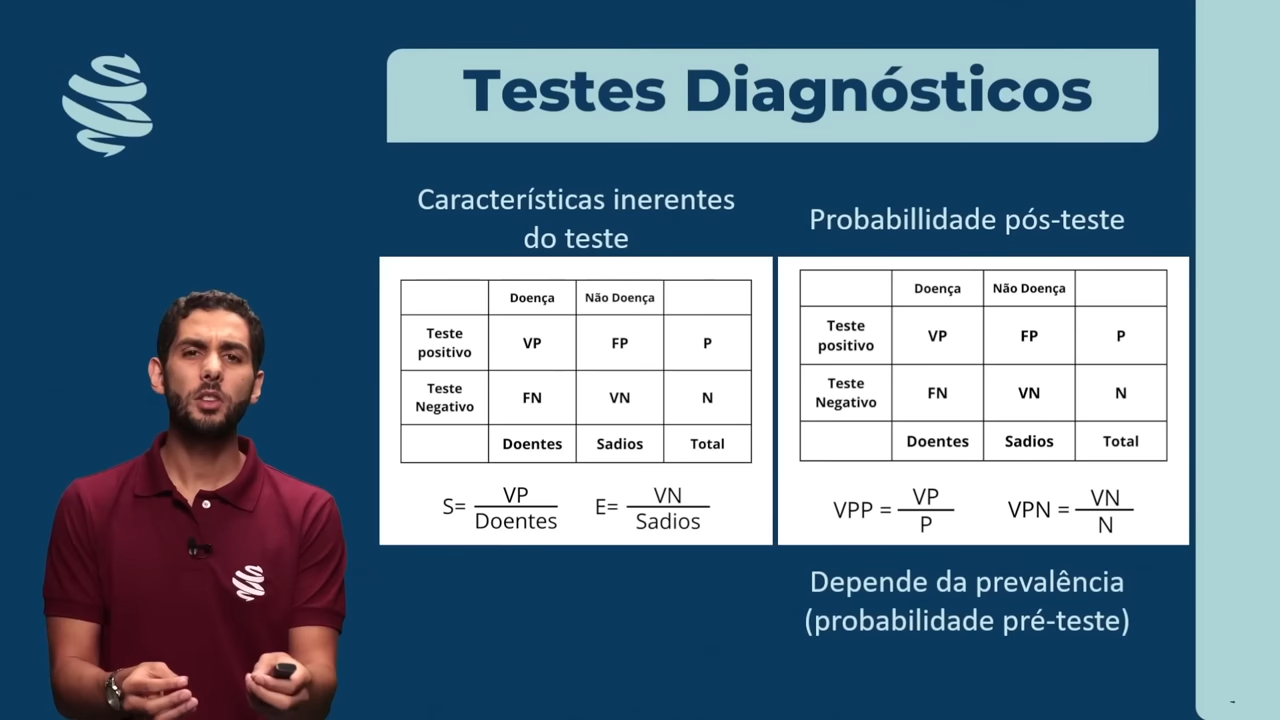 Testes Diagnósticos
Características inerentes
do teste
Doença Não Doença
Teste
positivo
VP FP P
Teste
Negativo
FN VN N
Doentes Sadios Total
S= VP
Doentes
E= VN
Sadios
Probabillidade pós-teste
Doença Não Doença
Teste
positivo
VP FP P
Teste
Negativo
FN VN N
Doentes Sadios Total
VPP = VP
P
VPN = VN
N
Depende da prevalência
(probabilidade pré-teste)